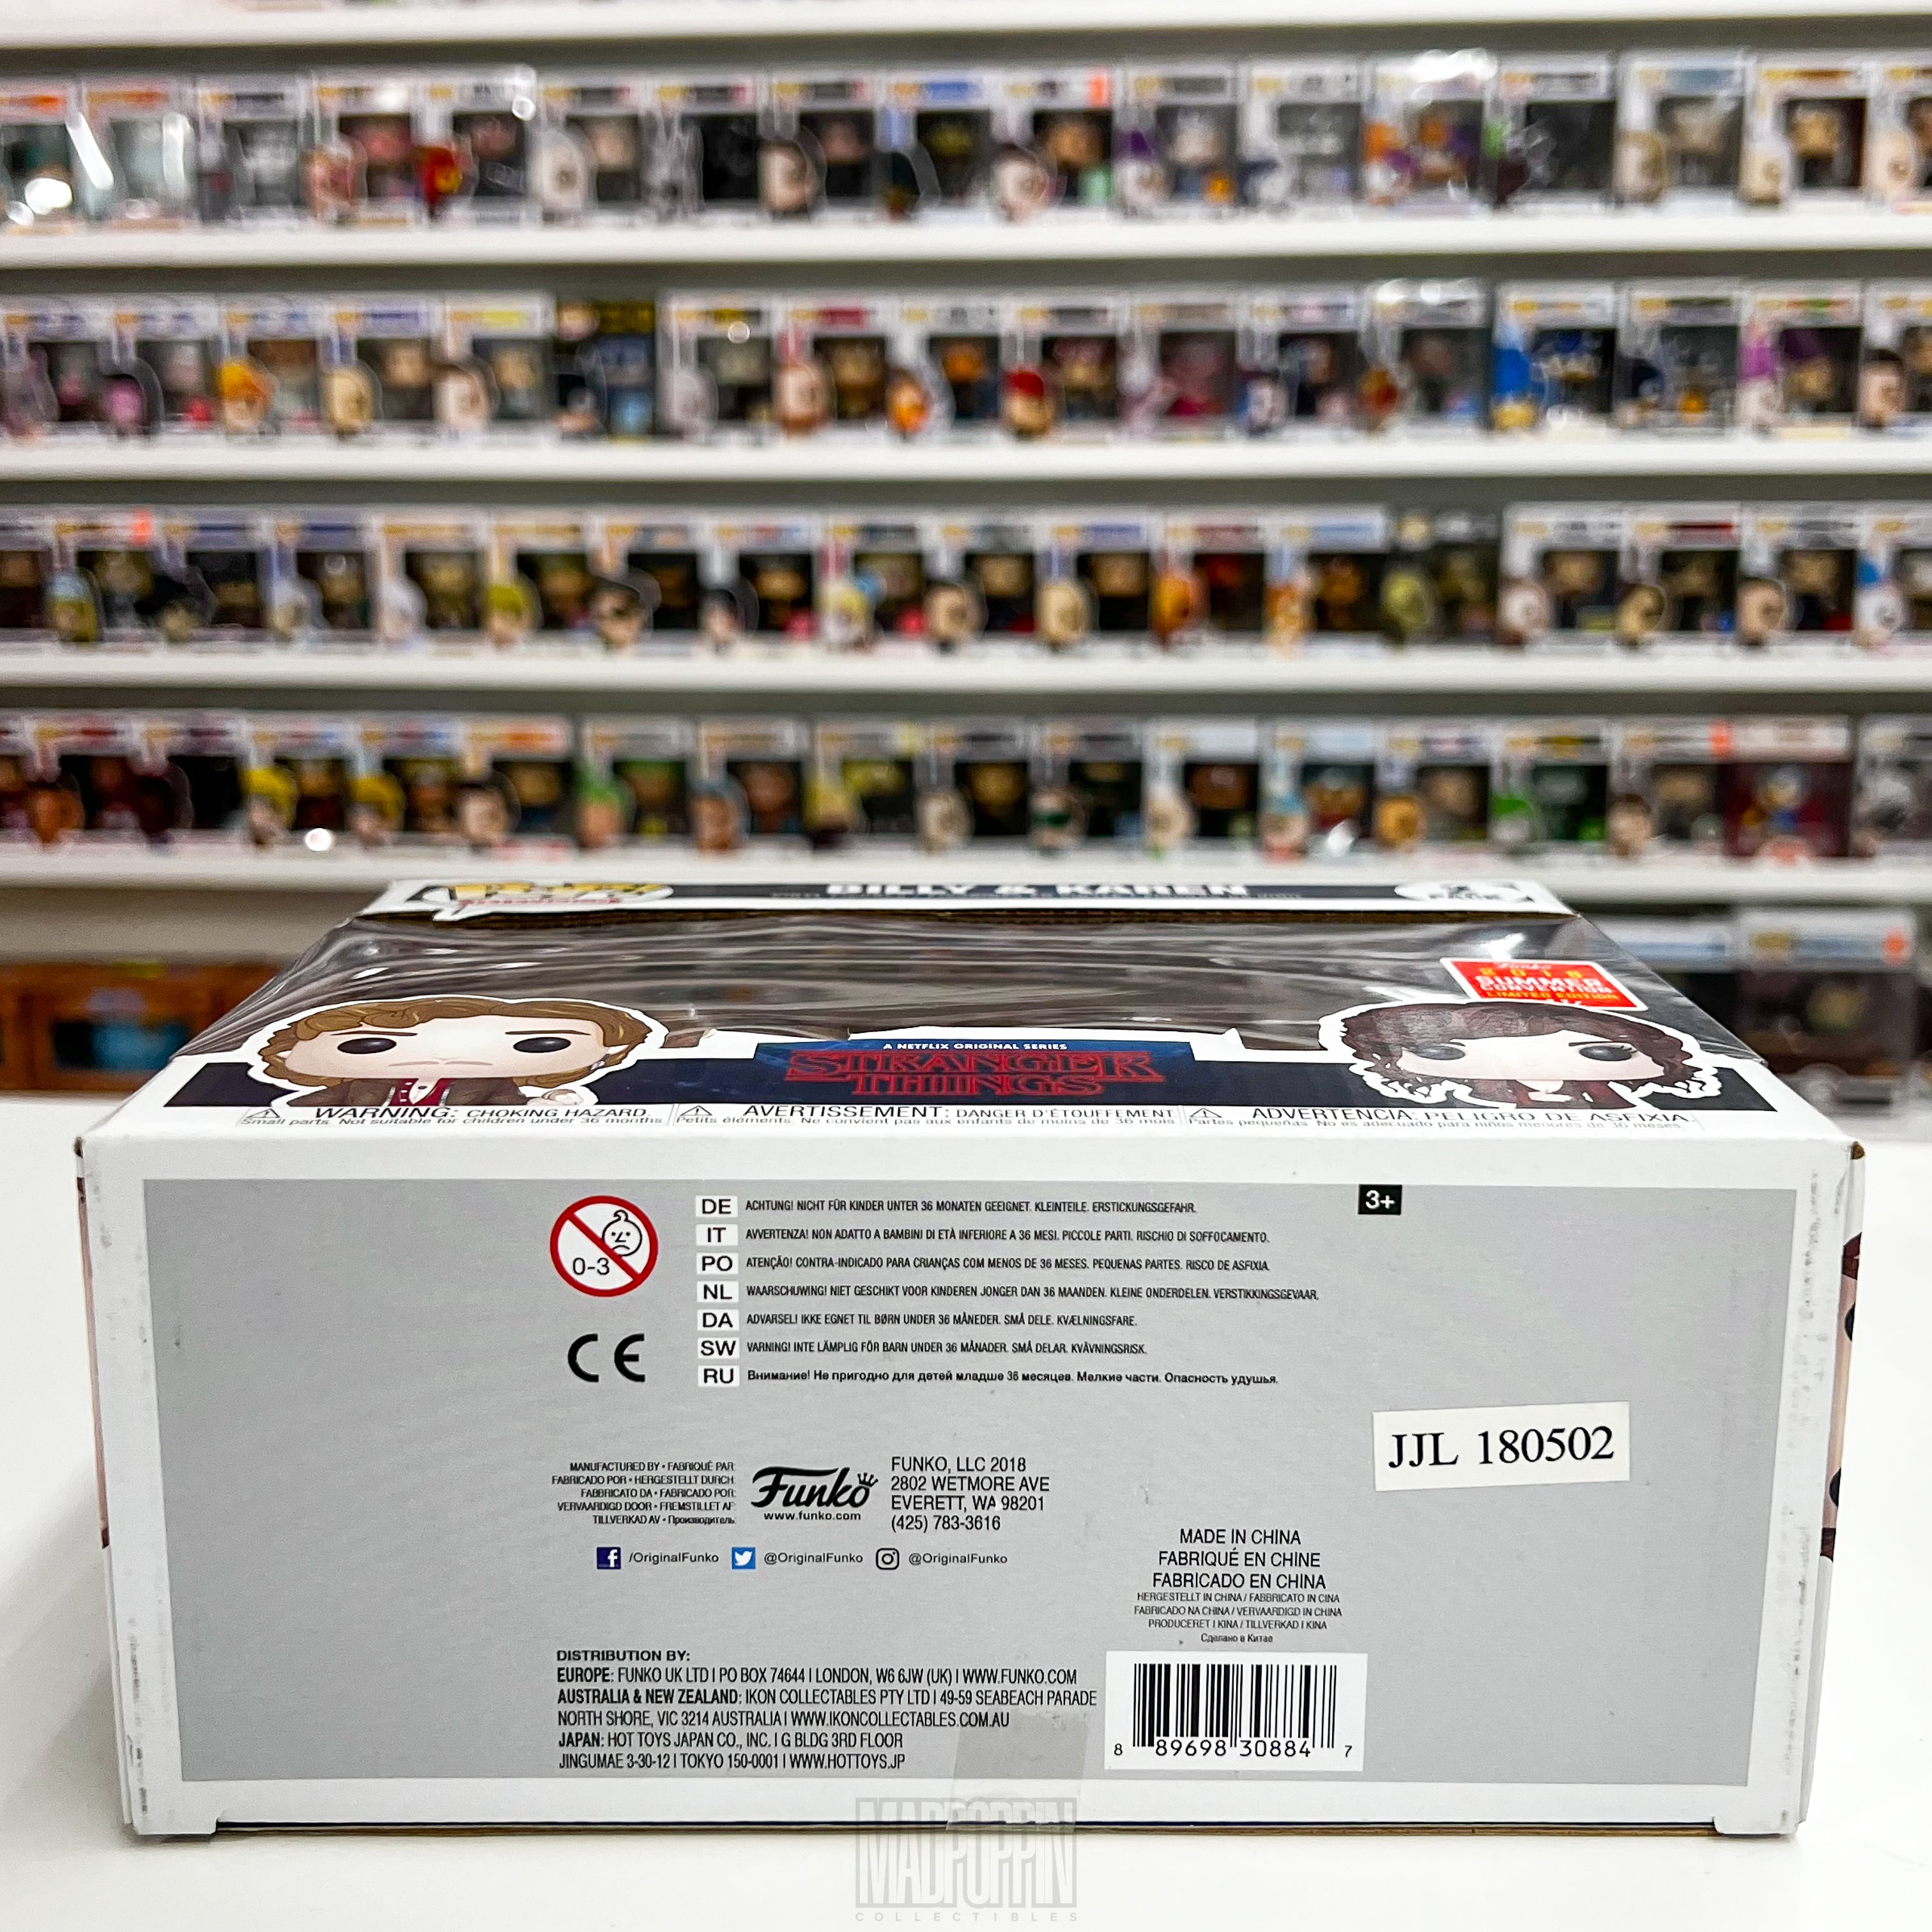 BILLY & KAREN
PACK
Funko
2018
SUMMER
CONVENTION
LIMITED EDITION
A NETFLIX ORIGINAL SERIES
STRANGER
THINGS
WARNING: CHOKING HAZARD.
Small parts. Not suitable for children under 36 months
AVERTISSEMENT: DANGER D'ÉTOUFFEMENT
Petits éléments. Ne convient pas aux enfants de moins de 36 mois
ADVERTENCIA: PELIGRO DE ASFIXIA.
Partes pequeñas. No es adecuado para niños menores de 36 meses
0-3
CE
3+
DE ACHTUNG! NICHT FÜR KINDER UNTER 36 MONATEN GEEIGNET. KLEINTEILE. ERSTICKUNGSGEFAHR.
IT AVVERTENZA! NON ADATTO A BAMBINI DI ETÀ INFERIORE A 36 MESI. PICCOLE PARTI. RISCHIO DI SOFFOCAMENTO.
PO ATENÇÃO! CONTRA-INDICADO PARA CRIANÇAS COM MENOS DE 36 MESES. PEQUENAS PARTES. RISCO DE ASFIXIA.
NL WAARSCHUWING! NIET GESCHIKT VOOR KINDEREN JONGER DAN 36 MAANDEN. KLEINE ONDERDELEN. VERSTIKKINGSGEVAAR.
DA ADVARSEL! IKKE EGNET TIL BØRN UNDER 36 MÅNEDER. SMÅ DELE. KVÆLNINGSFARE.
SW VARNING! INTE LÄMPLIG FÖR BARN UNDER 36 MÅNADER. SMÅ DELAR. KVÄVNINGSRISK.
RU Внимание! Не пригодно для детей младше 36 месяцев. Мелкие части. Опасность удушья.
JJL 180502
MANUFACTURED BY • FABRIQUÉ PAR:
FABRICADO POR • HERGESTELLT DURCH:
FABBRICATO DA • FABRICADO POR:
VERVAARDIGD DOOR • FREMSTILLET AF:
TILLVERKAD AV • Производитель:
Funko
www.funko.com
FUNKO, LLC 2018
2802 WETMORE AVE
EVERETT, WA 98201
(425) 783-3616
/OriginalFunko @OriginalFunko @OriginalFunko
MADE IN CHINA
FABRIQUÉ EN CHINE
FABRICADO EN CHINA
HERGESTELLT IN CHINA / FABBRICATO IN CINA
FABRICADO NA CHINA / VERVAARDIGD IN CHINA
PRODUCERET I KINA / TILLVERKAD I KINA
Сделано в Китае
DISTRIBUTION BY:
EUROPE: FUNKO UK LTD | PO BOX 74644 | LONDON, W6 6JW (UK) | WWW.FUNKO.COM
AUSTRALIA & NEW ZEALAND: IKON COLLECTABLES PTY LTD | 49-59 SEABEACH PARADE
NORTH SHORE, VIC 3214 AUSTRALIA | WWW.IKONCOLLECTABLES.COM.AU
JAPAN: HOT TOYS JAPAN CO., INC. | G BLDG 3RD FLOOR
JINGUMAE 3-30-12 | TOKYO 150-0001 | WWW.HOTTOYS.JP
8 89698 30884 7
MADPOPPIN
COLLECTIBLES